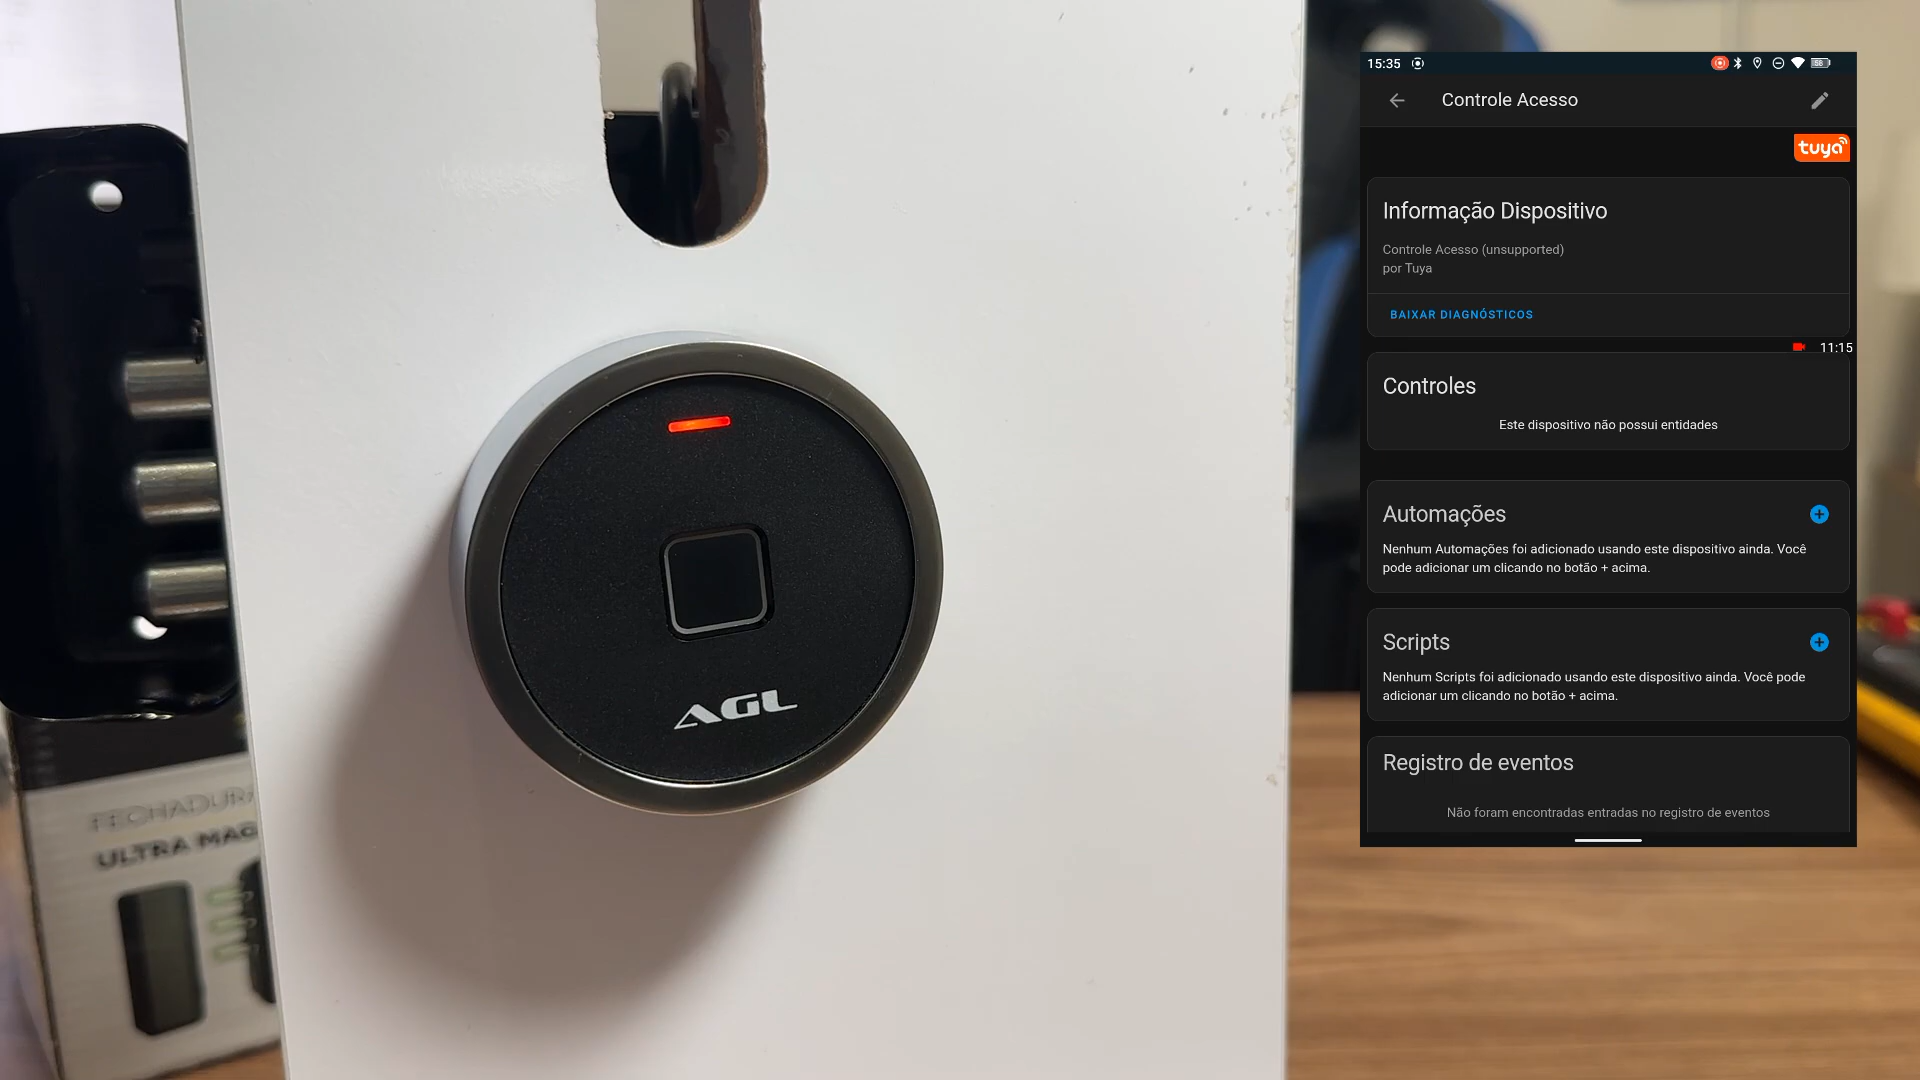 AGL
FECHADURA
ULTRA MAG
15:35
58
Controle Acesso
tuya
Informação Dispositivo
Controle Acesso (unsupported)
por Tuya
BAIXAR DIAGNÓSTICOS
11:15
Controles
Este dispositivo não possui entidades
Automações
Nenhum Automações foi adicionado usando este dispositivo ainda. Você
pode adicionar um clicando no botão + acima.
Scripts
Nenhum Scripts foi adicionado usando este dispositivo ainda. Você pode
adicionar um clicando no botão + acima.
Registro de eventos
Não foram encontradas entradas no registro de eventos